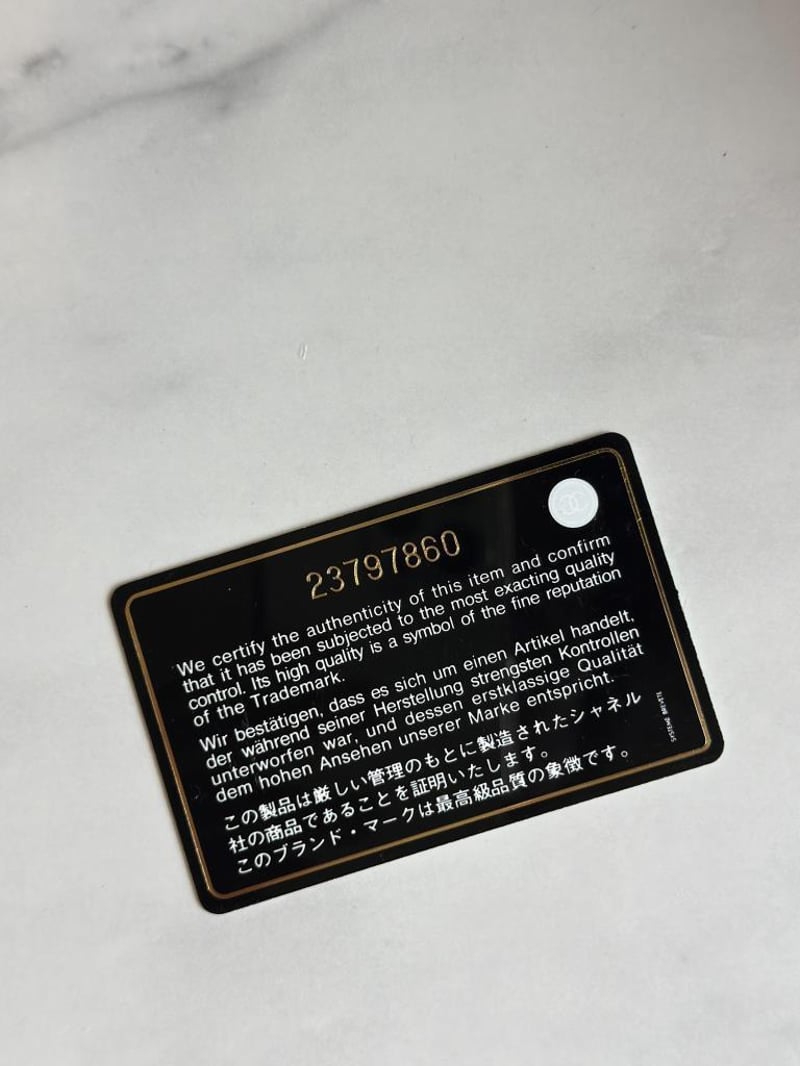 23797860
We certify the authenticity of this item and confirm
that it has been subjected to the most exacting quality
control. Its high quality is a symbol of the fine reputation
of the Trademark.
Wir bestätigen, dass es sich um einen Artikel handelt,
der während seiner Herstellung strengsten Kontrollen
unterworfen war, und dessen erstklassige Qualität
dem hohen Ansehen unserer Marke entspricht.
この製品は厳しい管理のもとに製造されたシャネル
社の商品であることを証明いたします。
このブランド・マークは最高級品質の象徴です。